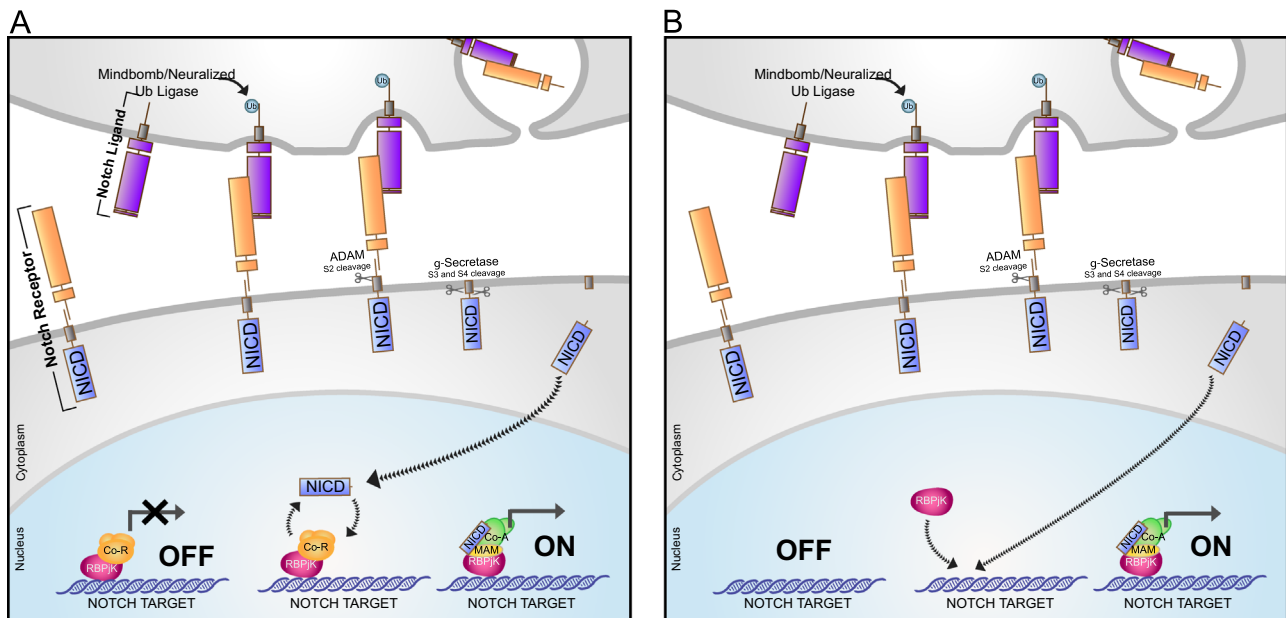 A
Mindbomb/Neuralized
Ub Ligase
Ub
Ub
Notch Ligand
Notch Receptor
ADAM
S2 cleavage
g-Secretase
S3 and S4 cleavage
NICD
NICD
NICD
NICD
NICD
Cytoplasm
Nucleus
NICD
Co-R
RBPjK
OFF
NOTCH TARGET
Co-R
RBPjK
NOTCH TARGET
NICD
Co-A
MAM
RBPjK
ON
NOTCH TARGET
B
Mindbomb/Neuralized
Ub Ligase
Ub
Ub
ADAM
S2 cleavage
g-Secretase
S3 and S4 cleavage
NICD
NICD
NICD
NICD
NICD
Cytoplasm
Nucleus
RBPjK
OFF
NOTCH TARGET
NOTCH TARGET
NICD
Co-A
MAM
RBPjK
ON
NOTCH TARGET